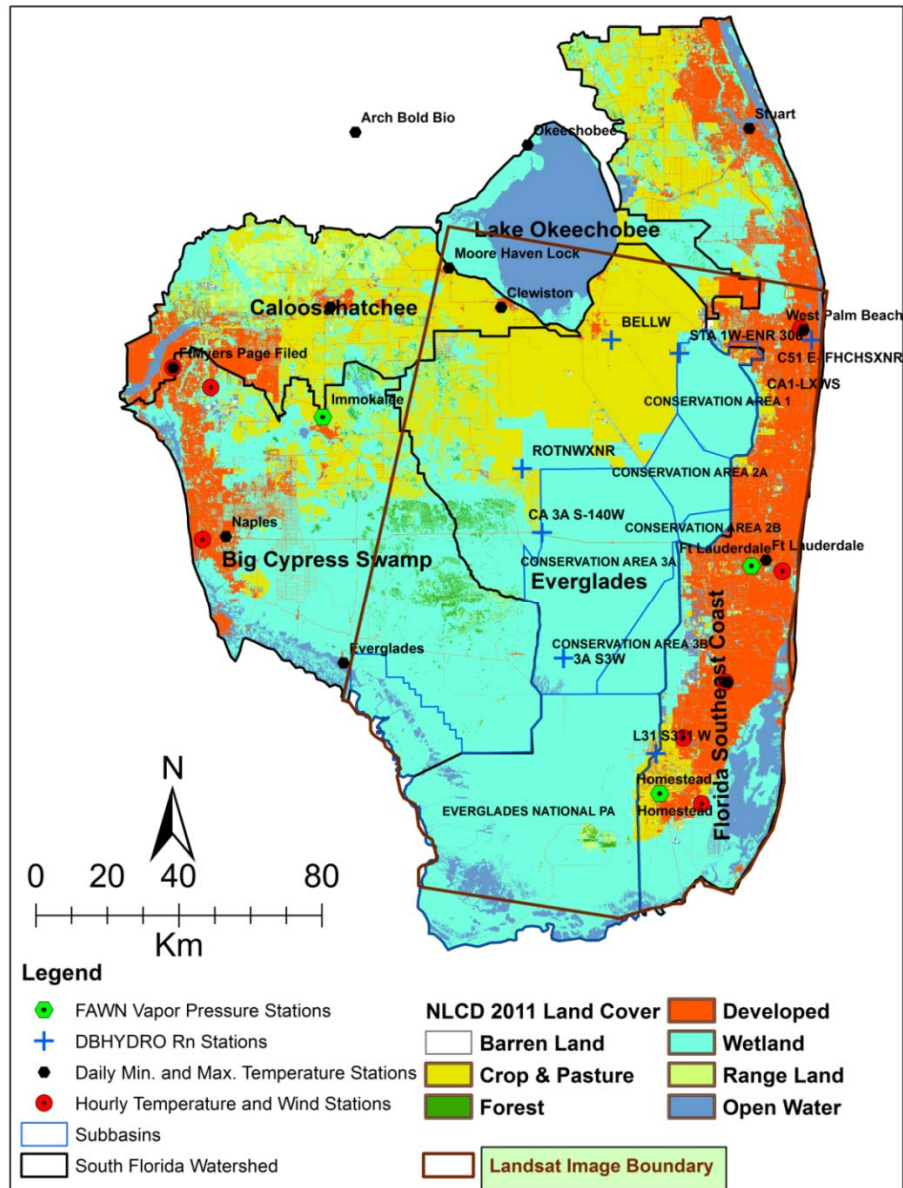 Arch Bold Bio
Okeechobee
Stuart
Lake Okeechobee
Moore Haven Lock
Caloosahatchee
Clewiston
West Palm Beach
BELLW
STA 1W-ENR 308
C51 E- FHCHSXNR
FtMyers Page Filed
CA1-LXWS
Immokalee
CONSERVATION AREA 1
ROTNWXNR
CONSERVATION AREA 2A
CA 3A S-140W
Naples
CONSERVATION AREA 2B
Big Cypress Swamp
CONSERVATION AREA 3A
Ft Lauderdale
Ft Lauderdale
Everglades
Everglades
CONSERVATION AREA 3B
3A S3W
Florida Southeast Coast
L31 S331 W
Homestead
Homestead
EVERGLADES NATIONAL PA
N
0 20 40 80
Km
Legend
FAWN Vapor Pressure Stations
DBHYDRO Rn Stations
Daily Min. and Max. Temperature Stations
Hourly Temperature and Wind Stations
Subbasins
South Florida Watershed
NLCD 2011 Land Cover
Barren Land
Crop & Pasture
Forest
Developed
Wetland
Range Land
Open Water
Landsat Image Boundary